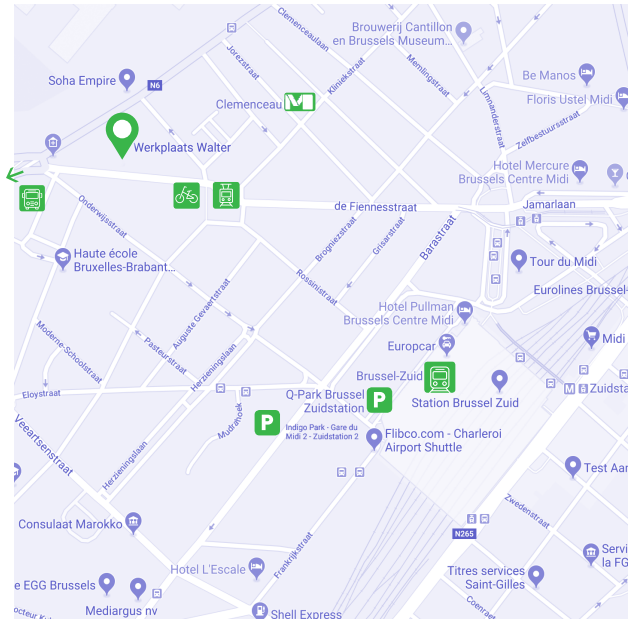 Clemenceaulaan
Brouwerij Cantillon
en Brussels Museum...
Jorezstraat
Kliniekstraat
Memlingstraat
Soha Empire
N6
Be Manos
Clemenceau
M
Floris Ustel Midi
Limnanderstraat
Zelfbestuursstraat
Werkplaats Walter
Hotel Mercure
Brussels Centre Midi
Onderwijsstraat
de Fiennesstraat
Jamarlaan
Barastraat
Brogniezstraat
Grisarstraat
Haute école
Bruxelles-Brabant...
Tour du Midi
Rossinistraat
Eurolines Brussel-
Auguste Gevaertstraat
Hotel Pullman
Brussels Centre Midi
Moderne-Schoolstraat
Pasteurstraat
Herzieningslaan
Europcar
Midi
Brussel-Zuid
Eloystraat
Q-Park Brussel
Zuidstation
P
M
Zuidsta
Station Brussel Zuid
Mudrahoek
P
Indigo Park - Gare du
Midi 2 - Zuidstation 2
Veeartsenstraat
Flibco.com - Charleroi
Airport Shuttle
Herzieningslaan
Test Aan
Zwedenstraat
Consulaat Marokko
N265
Frankrijkstraat
Servi
la FG
Hotel L'Escale
Titres services
Saint-Gilles
e EGG Brussels
Mediargus nv
octeur Ku
Shell Express
Coenraet